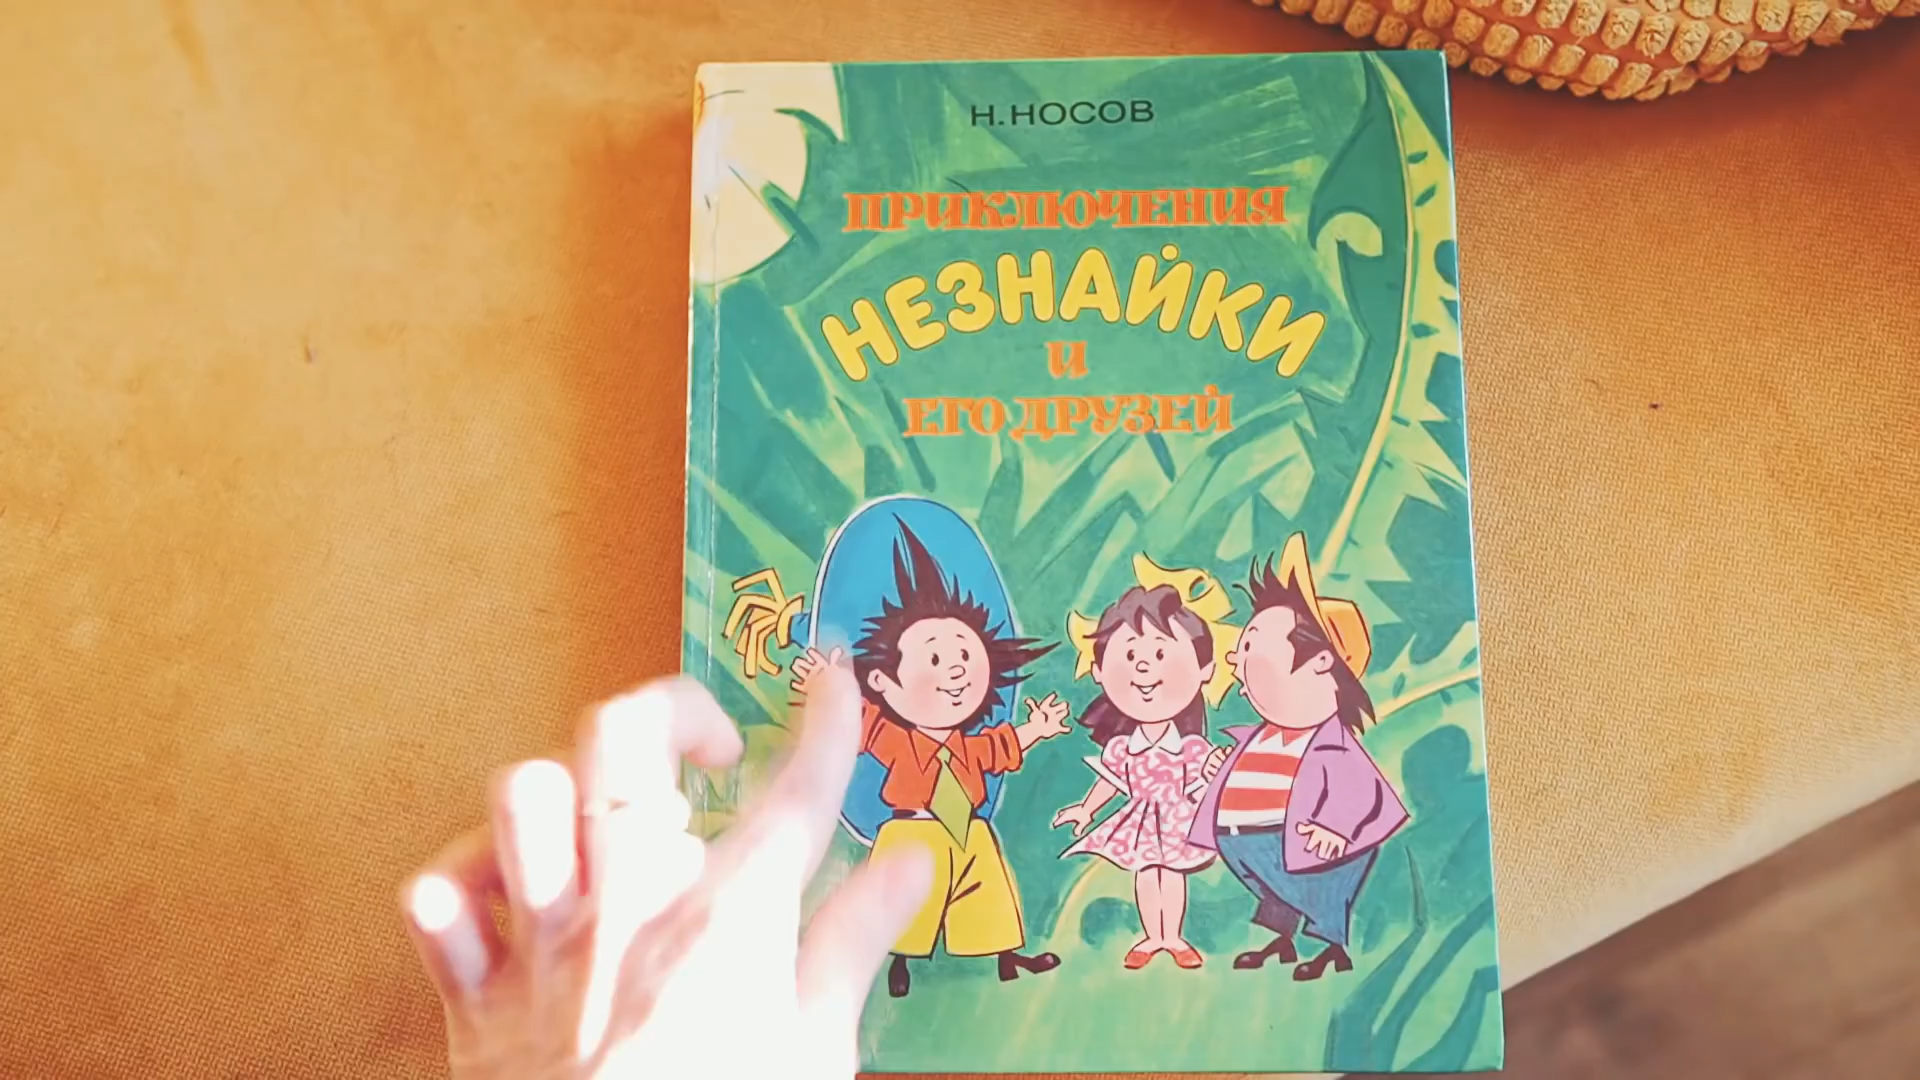 Н. НОСОВ
ПРИКЛЮЧЕНИЯ
НЕЗНАЙКИ
И
ЕГО ДРУЗЕЙ